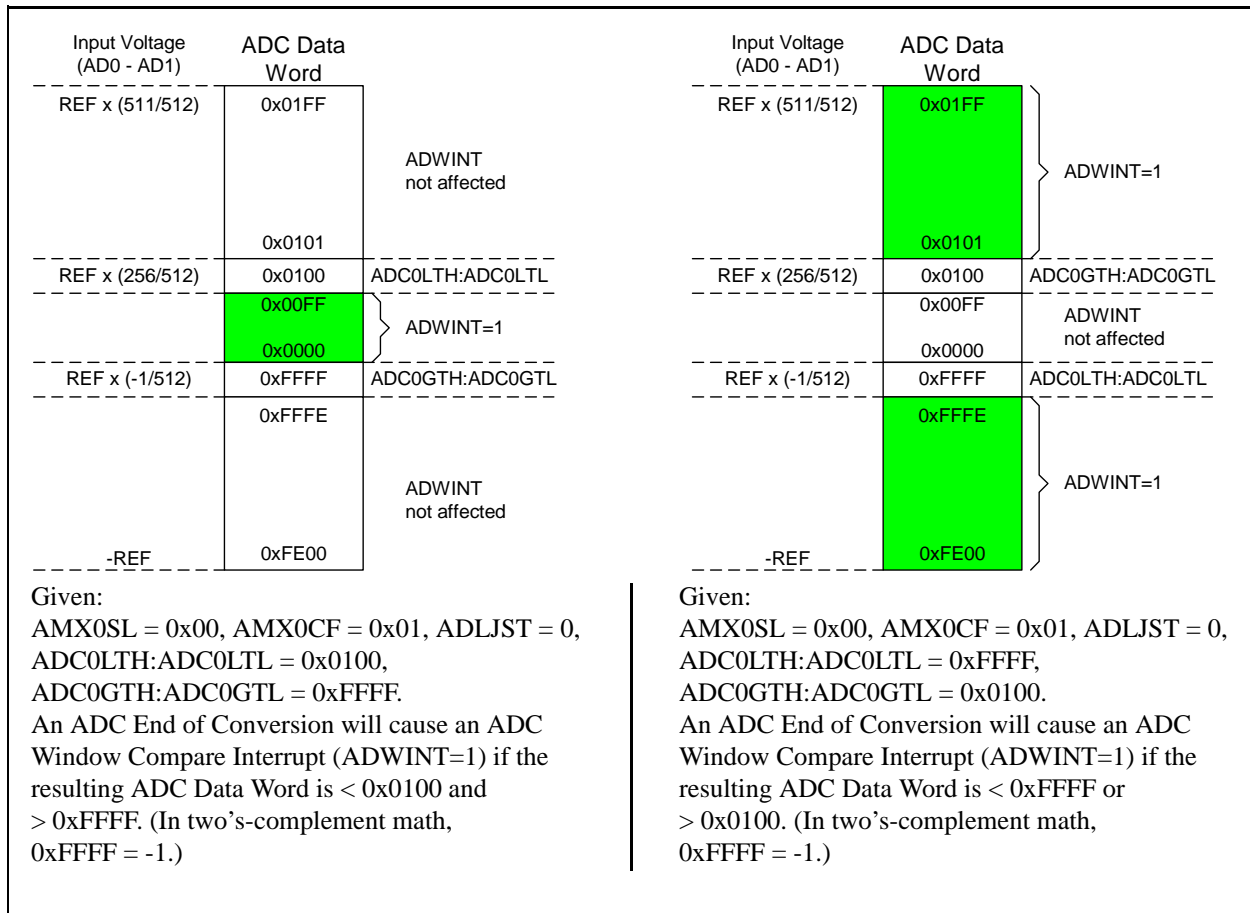 Input Voltage
(AD0 - AD1)
ADC Data
Word
REF x (511/512)
0x01FF
ADWINT
not affected
0x0101
REF x (256/512)
0x0100
ADC0LTH:ADC0LTL
0x00FF
ADWINT=1
0x0000
REF x (-1/512)
0xFFFF
ADC0GTH:ADC0GTL
0xFFFE
ADWINT
not affected
-REF
0xFE00
Given:
AMX0SL = 0x00, AMX0CF = 0x01, ADLJST = 0,
ADC0LTH:ADC0LTL = 0x0100,
ADC0GTH:ADC0GTL = 0xFFFF.
An ADC End of Conversion will cause an ADC
Window Compare Interrupt (ADWINT=1) if the
resulting ADC Data Word is < 0x0100 and
> 0xFFFF. (In two's-complement math,
0xFFFF = -1.)
Input Voltage
(AD0 - AD1)
ADC Data
Word
REF x (511/512)
0x01FF
ADWINT=1
0x0101
REF x (256/512)
0x0100
ADC0GTH:ADC0GTL
0x00FF
ADWINT
not affected
0x0000
REF x (-1/512)
0xFFFF
ADC0LTH:ADC0LTL
0xFFFE
ADWINT=1
-REF
0xFE00
Given:
AMX0SL = 0x00, AMX0CF = 0x01, ADLJST = 0,
ADC0LTH:ADC0LTL = 0xFFFF,
ADC0GTH:ADC0GTL = 0x0100.
An ADC End of Conversion will cause an ADC
Window Compare Interrupt (ADWINT=1) if the
resulting ADC Data Word is < 0xFFFF or
> 0x0100. (In two's-complement math,
0xFFFF = -1.)